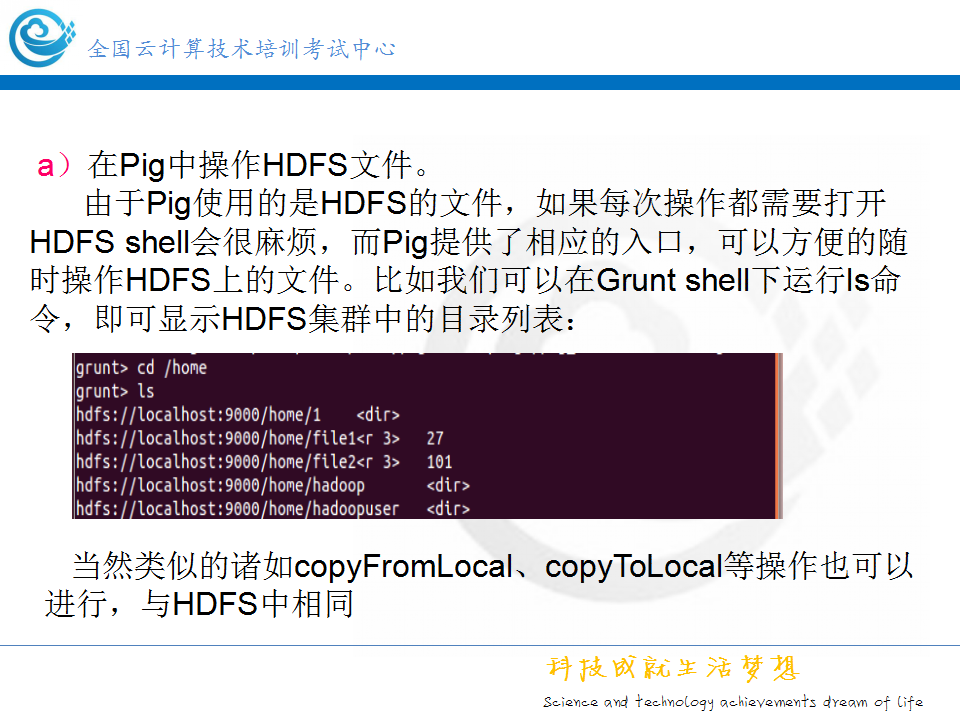 全国云计算技术培训考试中心
a）在Pig中操作HDFS文件。
由于Pig使用的是HDFS的文件，如果每次操作都需要打开
HDFS shell会很麻烦，而Pig提供了相应的入口，可以方便的随
时操作HDFS上的文件。比如我们可以在Grunt shell下运行ls命
令，即可显示HDFS集群中的目录列表：
grunt> cd /home
grunt> ls
hdfs://localhost:9000/home/1    <dir>
hdfs://localhost:9000/home/file1<r 3>   27
hdfs://localhost:9000/home/file2<r 3>   101
hdfs://localhost:9000/home/hadoop       <dir>
hdfs://localhost:9000/home/hadoopuser   <dir>
当然类似的诸如copyFromLocal、copyToLocal等操作也可以
进行，与HDFS中相同
科技成就生活梦想
Science and technology achievements dream of life